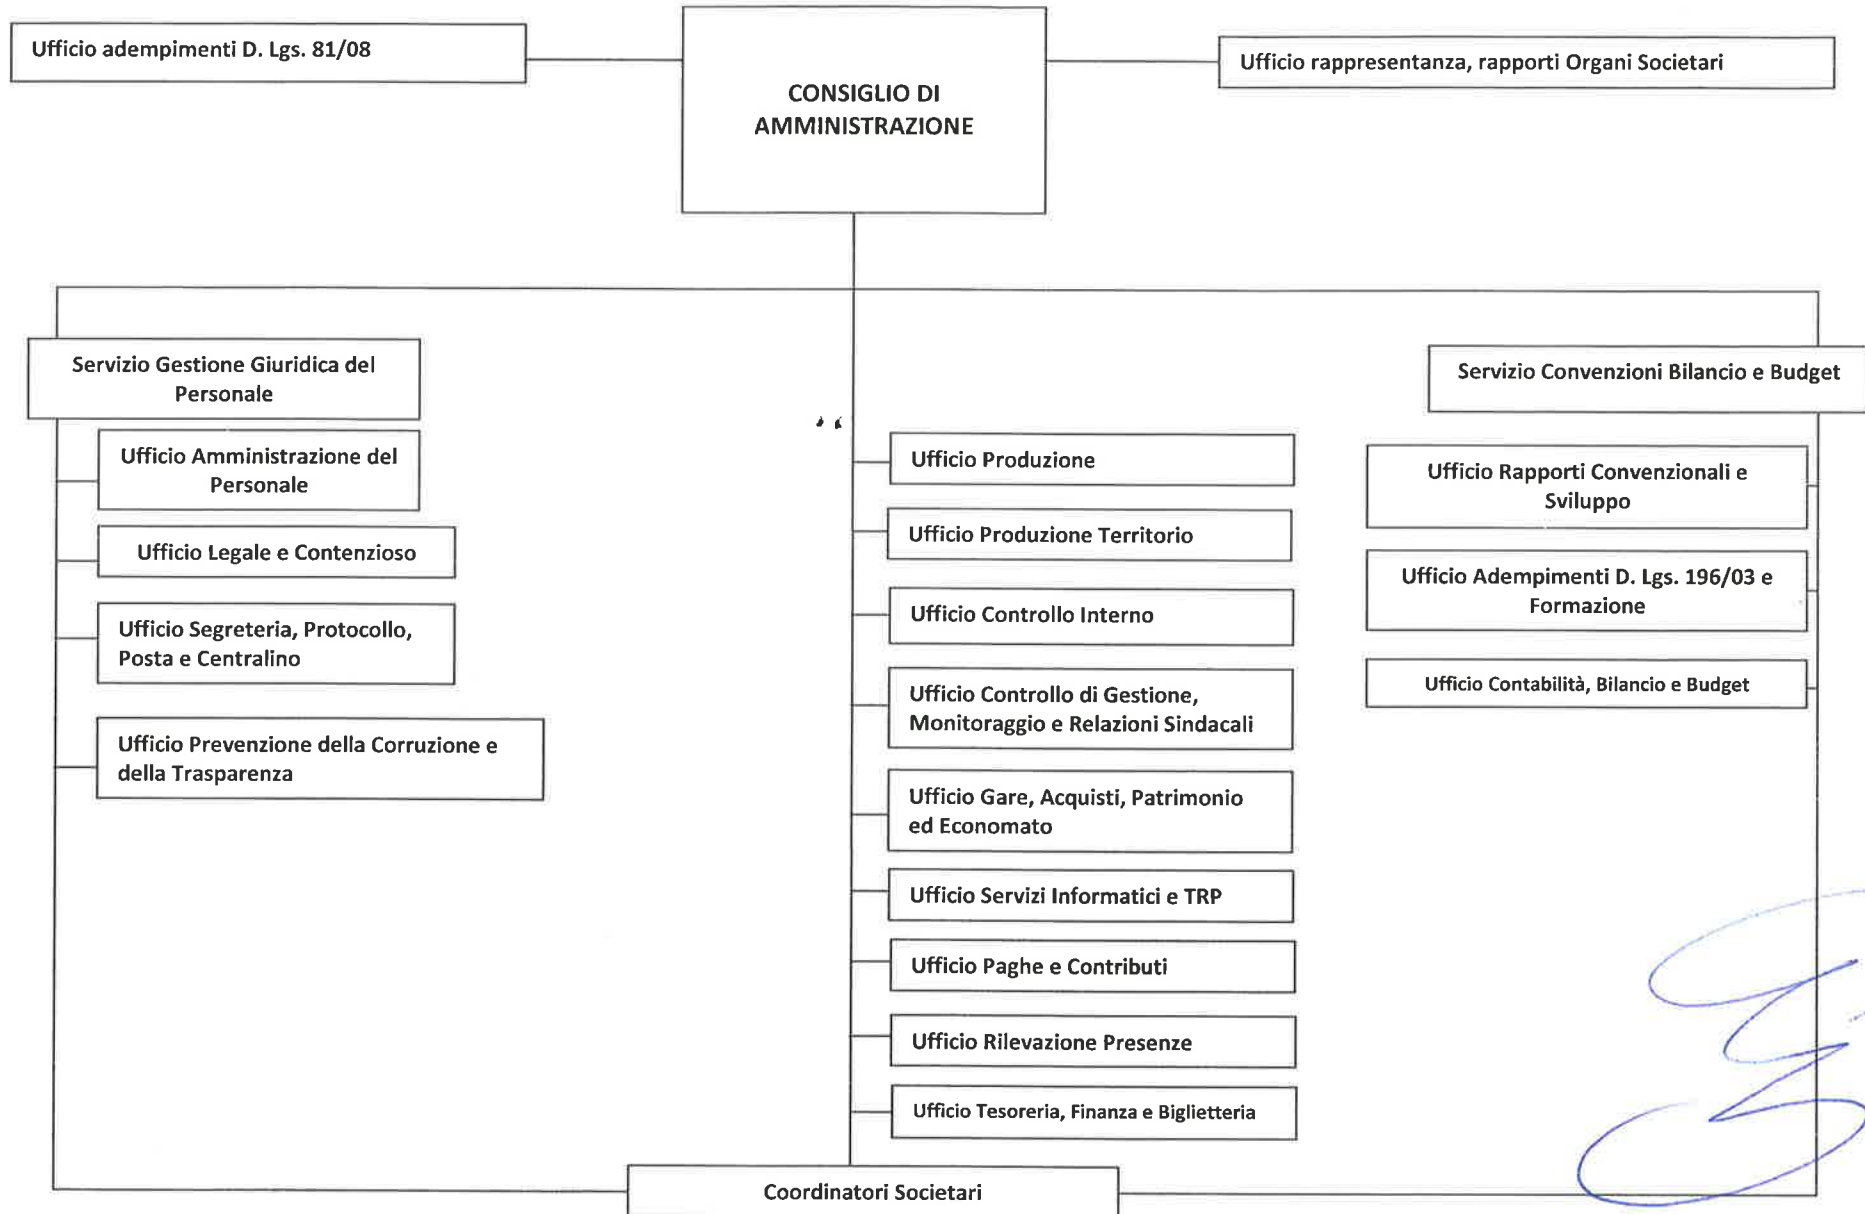 Ufficio adempimenti D. Lgs. 81/08
CONSIGLIO DI
AMMINISTRAZIONE
Ufficio rappresentanza, rapporti Organi Societari
Servizio Gestione Giuridica del
Personale
Ufficio Amministrazione del
Personale
Ufficio Legale e Contenzioso
Ufficio Segreteria, Protocollo,
Posta e Centralino
Ufficio Prevenzione della Corruzione e
della Trasparenza
Ufficio Produzione
Ufficio Produzione Territorio
Ufficio Controllo Interno
Ufficio Controllo di Gestione,
Monitoraggio e Relazioni Sindacali
Ufficio Gare, Acquisti, Patrimonio
ed Economato
Ufficio Servizi Informatici e TRP
Ufficio Paghe e Contributi
Ufficio Rilevazione Presenze
Ufficio Tesoreria, Finanza e Biglietteria
Servizio Convenzioni Bilancio e Budget
Ufficio Rapporti Convenzionali e
Sviluppo
Ufficio Adempimenti D. Lgs. 196/03 e
Formazione
Ufficio Contabilità, Bilancio e Budget
Coordinatori Societari